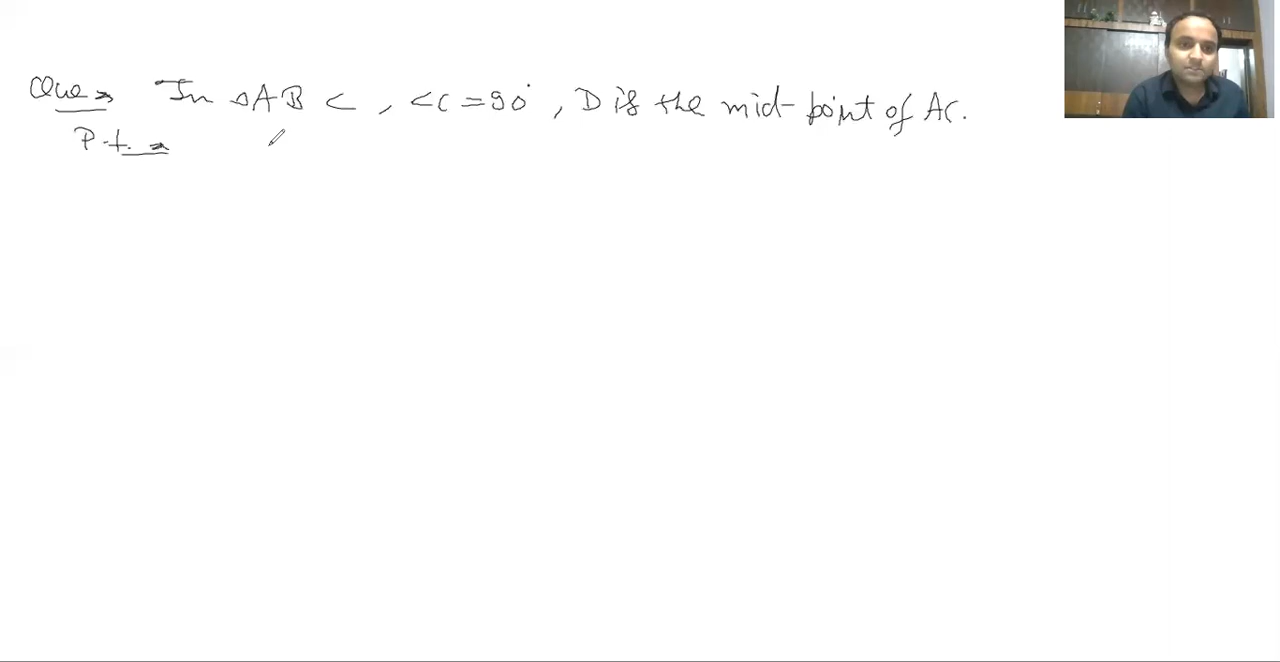 Que→ In △ABC, ∠C=90°, D is the mid-point of AC.
P.t. →